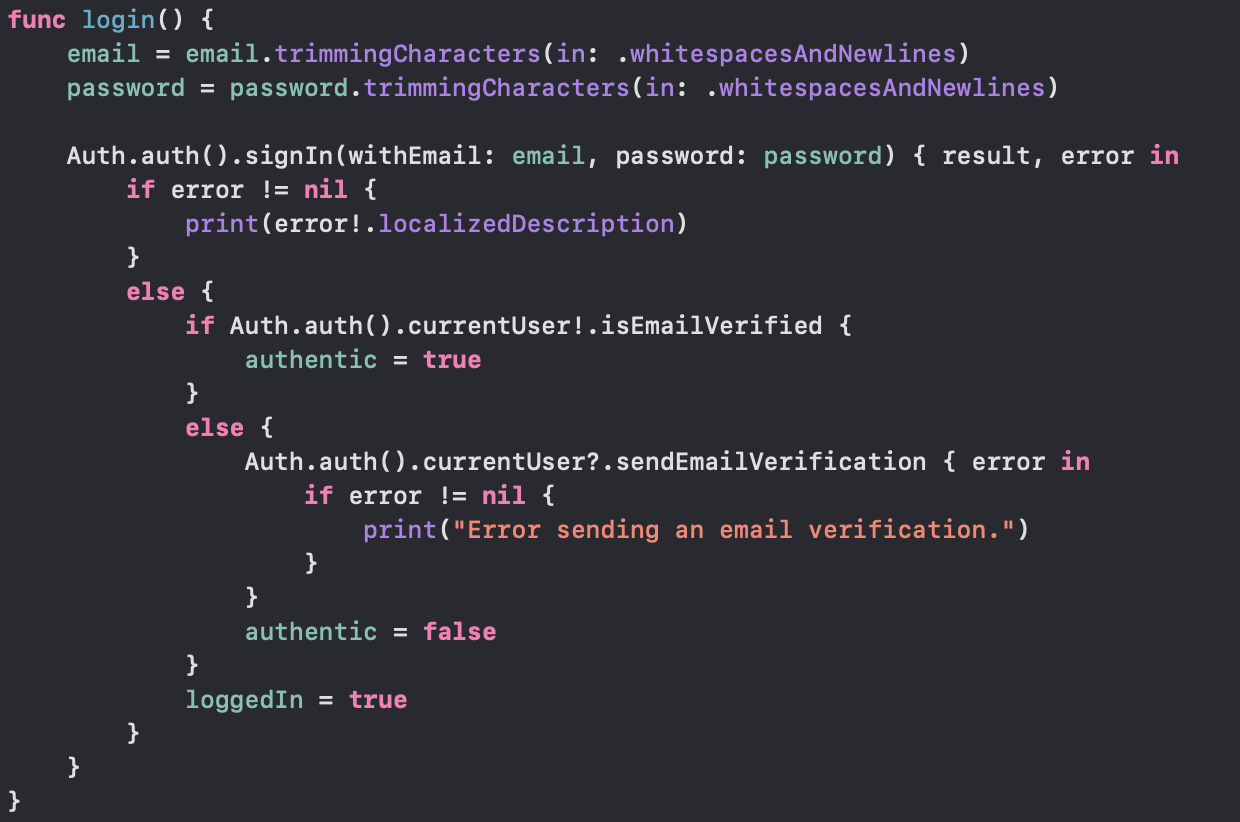 func login() {
    email = email.trimmingCharacters(in: .whitespacesAndNewlines)
    password = password.trimmingCharacters(in: .whitespacesAndNewlines)

    Auth.auth().signIn(withEmail: email, password: password) { result, error in
        if error != nil {
            print(error!.localizedDescription)
        }
        else {
            if Auth.auth().currentUser!.isEmailVerified {
                authentic = true
            }
            else {
                Auth.auth().currentUser?.sendEmailVerification { error in
                    if error != nil {
                        print("Error sending an email verification.")
                    }
                }
                authentic = false
            }
            loggedIn = true
        }
    }
}